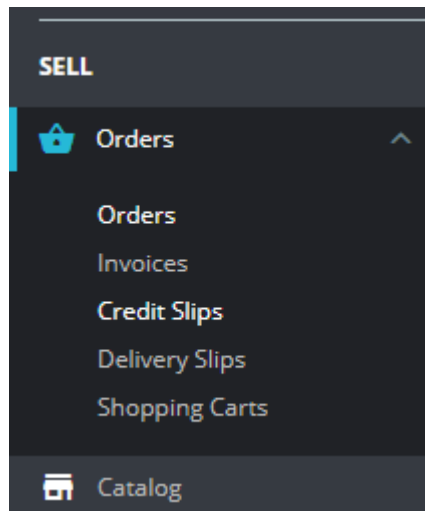 SELL
Orders
Orders
Invoices
Credit Slips
Delivery Slips
Shopping Carts
Catalog